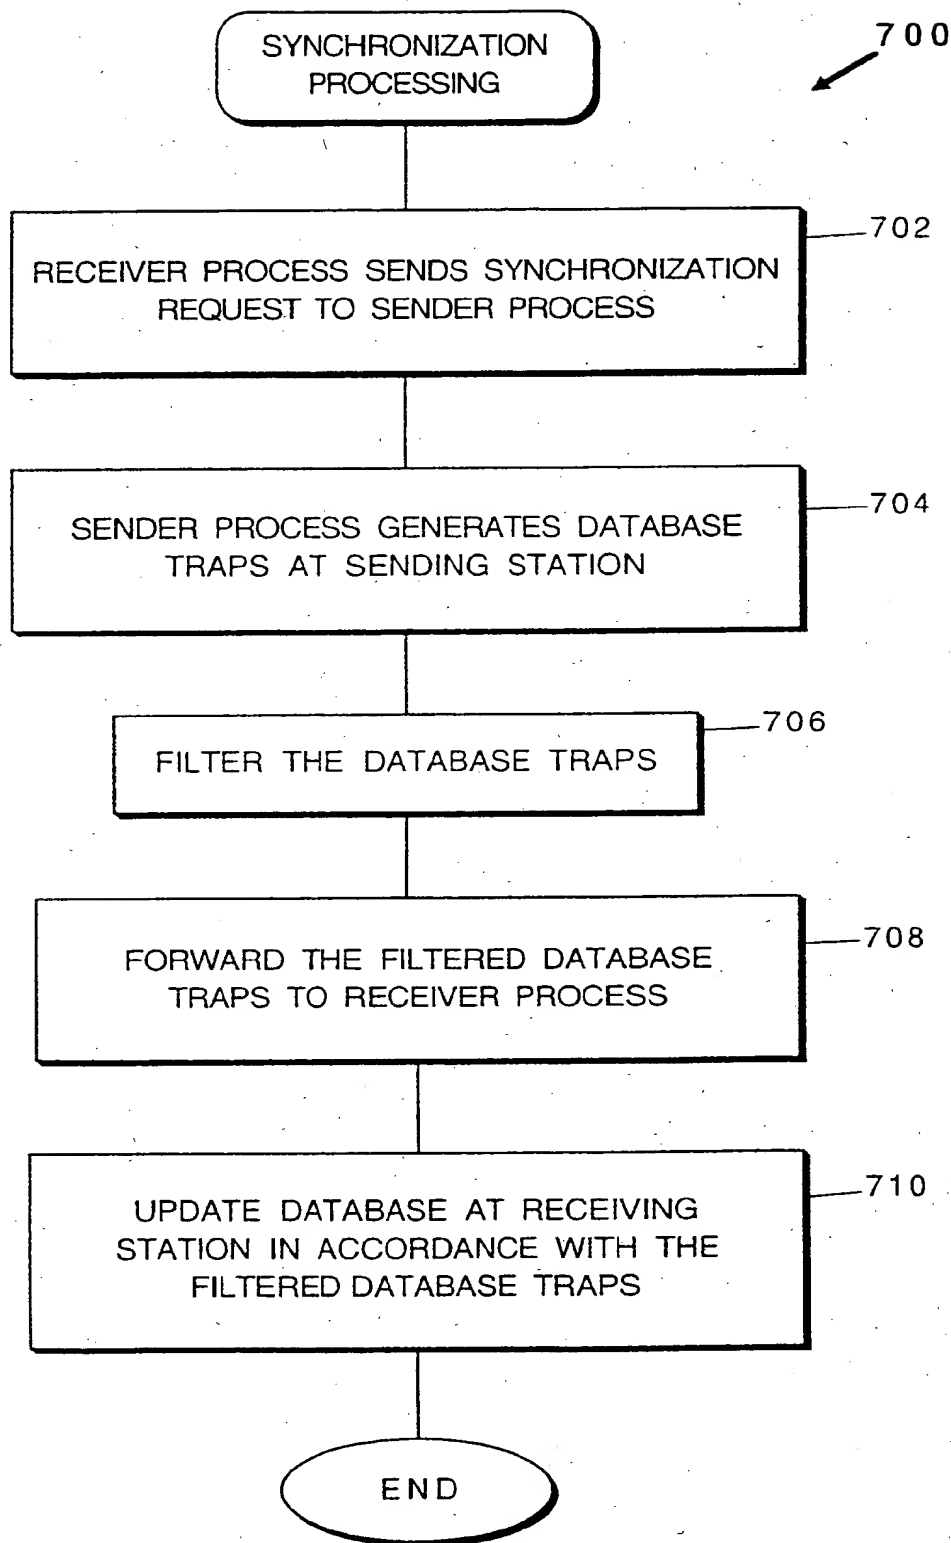 SYNCHRONIZATION
PROCESSING
700
702
RECEIVER PROCESS SENDS SYNCHRONIZATION
REQUEST TO SENDER PROCESS
704
SENDER PROCESS GENERATES DATABASE
TRAPS AT SENDING STATION
706
FILTER THE DATABASE TRAPS
708
FORWARD THE FILTERED DATABASE
TRAPS TO RECEIVER PROCESS
710
UPDATE DATABASE AT RECEIVING
STATION IN ACCORDANCE WITH THE
FILTERED DATABASE TRAPS
END